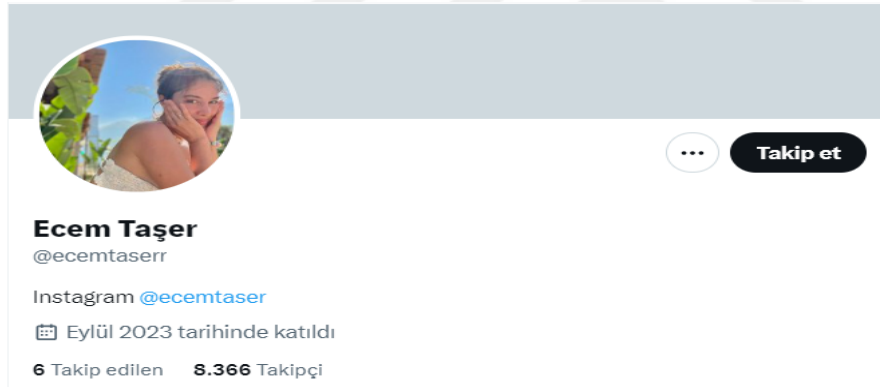 Takip et
Ecem Taşer
@ecemtaserr
Instagram @ecemtaser
Eylül 2023 tarihinde katıldı
6 Takip edilen 8.366 Takipçi